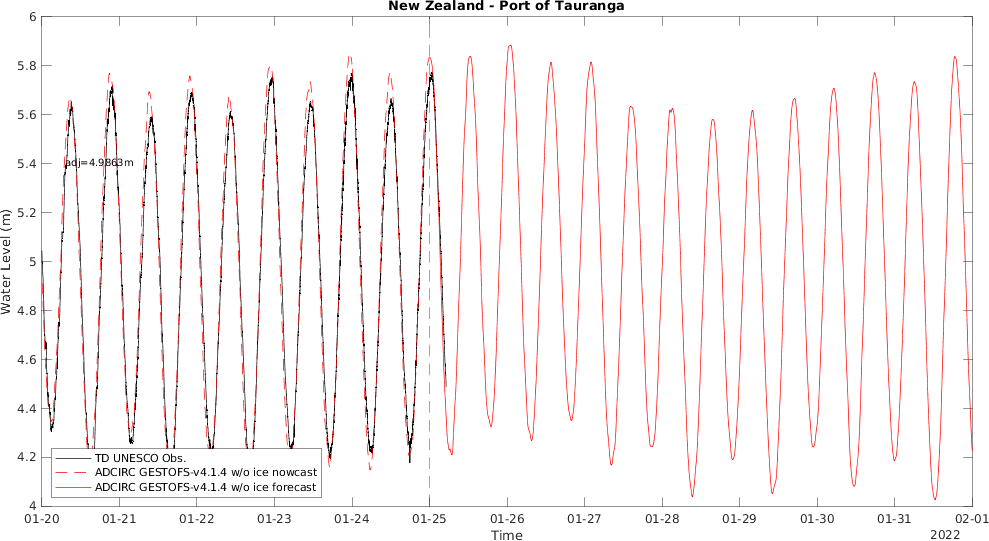 New Zealand - Port of Tauranga
6
5.8
5.6
5.4
5.2
5
4.8
4.6
4.4
4.2
4
Water Level (m)
adj=4.9863m
TD UNESCO Obs.
ADCIRC GESTOFS-v4.1.4 w/o ice nowcast
ADCIRC GESTOFS-v4.1.4 w/o ice forecast
01-20 01-21 01-22 01-23 01-24 01-25 01-26 01-27 01-28 01-29 01-30 01-31 02-01
Time
2022